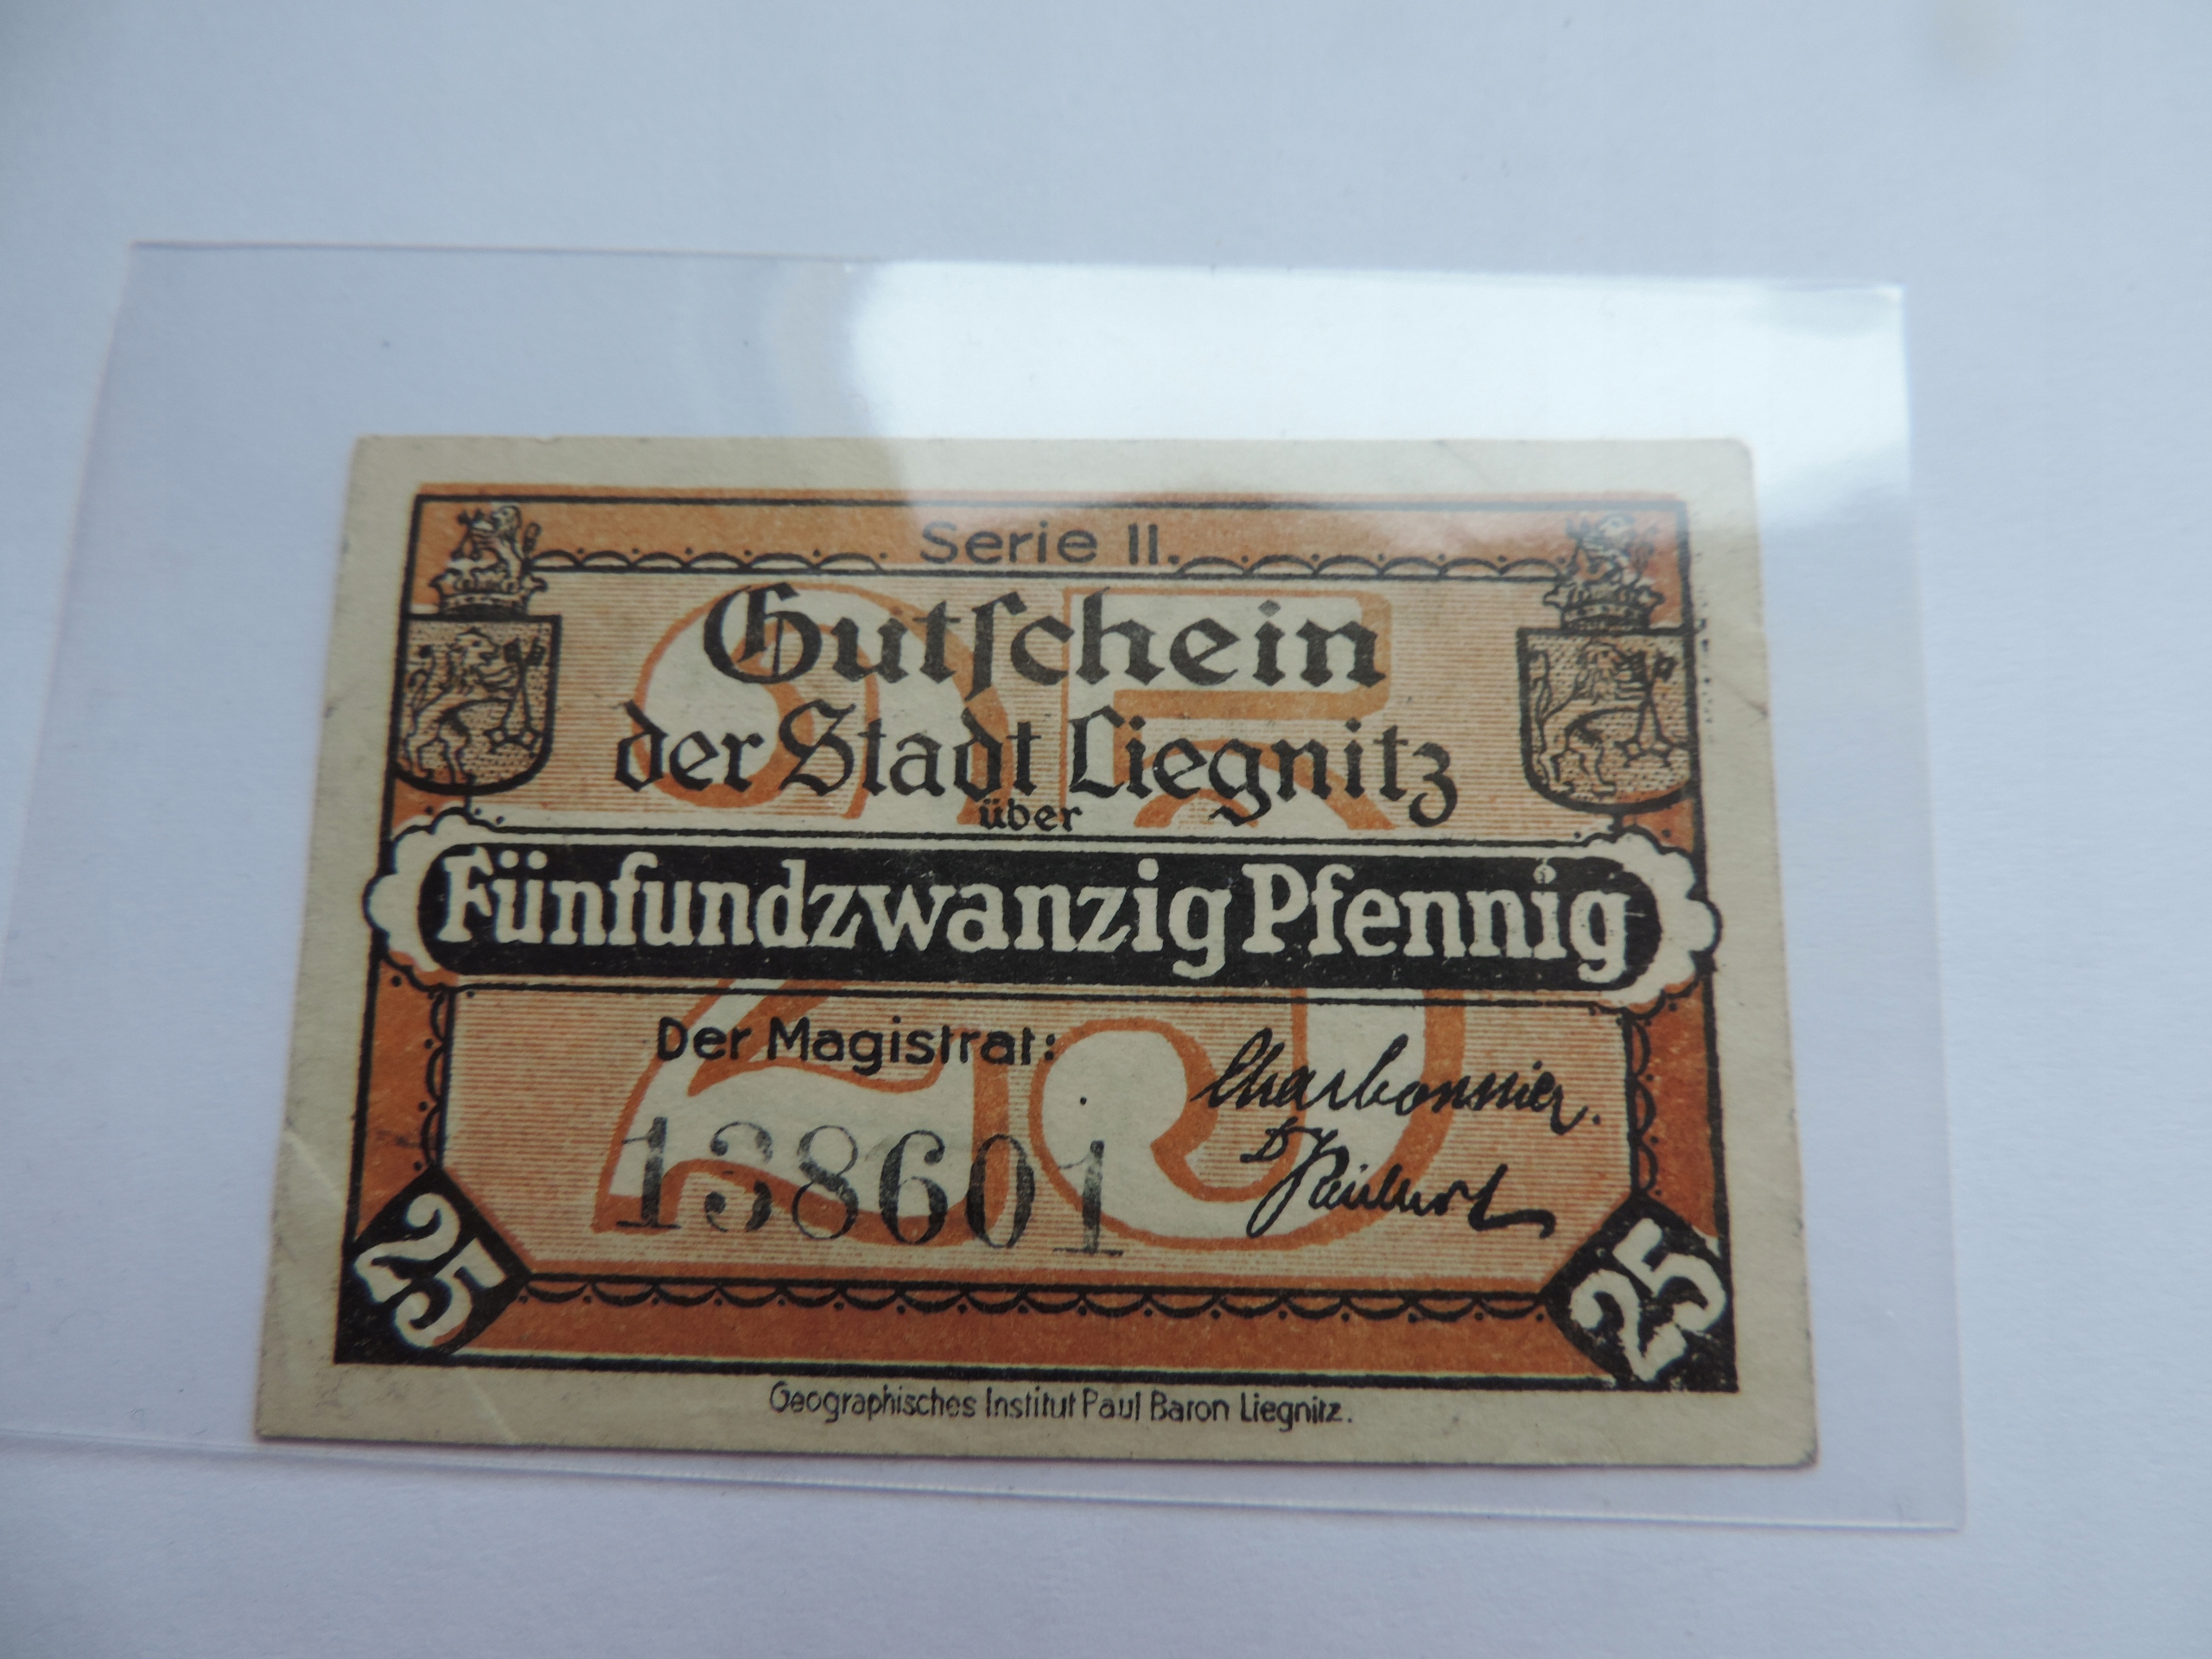 Serie II.
Gutſchein
der Stadt Liegnitz
über
Fünfundzwanzig Pfennig
Der Magistrat:
Charbonnier.
138601
25
25
Geographisches Institut Paul Baron Liegnitz.